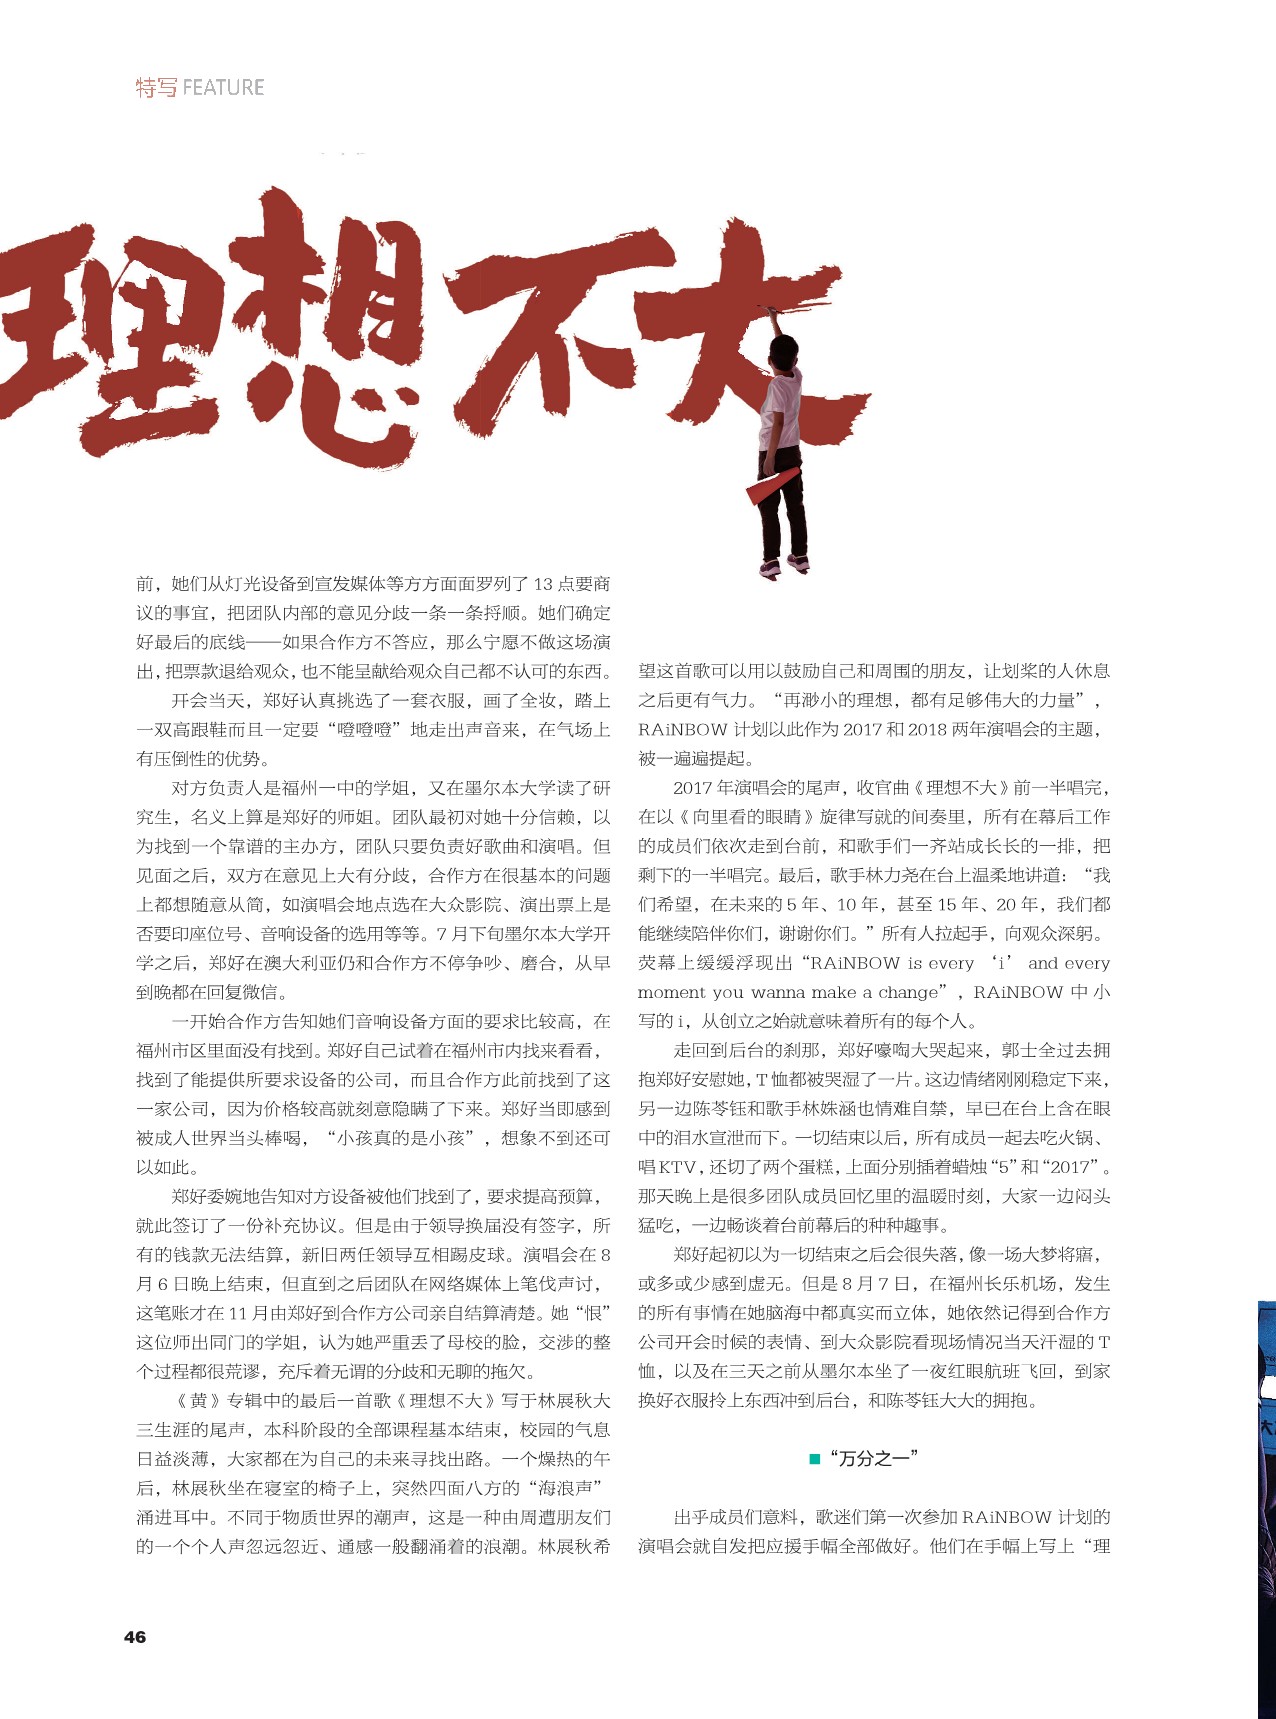 特写 FEATURE
理想不大
前，她们从灯光设备到宣发媒体等方方面面罗列了 13 点要商
议的事宜，把团队内部的意见分歧一条一条捋顺。她们确定
好最后的底线——如果合作方不答应，那么宁愿不做这场演
出，把票款退给观众，也不能呈献给观众自己都不认可的东西。
开会当天，郑好认真挑选了一套衣服，画了全妆，踏上
一双高跟鞋而且一定要“噔噔噔”地走出声音来，在气场上
有压倒性的优势。
对方负责人是福州一中的学姐，又在墨尔本大学读了研
究生，名义上算是郑好的师姐。团队最初对她十分信赖，以
为找到一个靠谱的主办方，团队只要负责好歌曲和演唱。但
见面之后，双方在意见上大有分歧，合作方在很基本的问题
上都想随意从简，如演唱会地点选在大众影院、演出票上是
否要印座位号、音响设备的选用等等。7 月下旬墨尔本大学开
学之后，郑好在澳大利亚仍和合作方不停争吵、磨合，从早
到晚都在回复微信。
一开始合作方告知她们音响设备方面的要求比较高，在
福州市区里面没有找到。郑好自己试着在福州市内找来看看，
找到了能提供所要求设备的公司，而且合作方此前找到了这
一家公司，因为价格较高就刻意隐瞒了下来。郑好当即感到
被成人世界当头棒喝，“小孩真的是小孩”，想象不到还可
以如此。
郑好委婉地告知对方设备被他们找到了，要求提高预算，
就此签订了一份补充协议。但是由于领导换届没有签字，所
有的钱款无法结算，新旧两任领导互相踢皮球。演唱会在 8
月 6 日晚上结束，但直到之后团队在网络媒体上笔伐声讨，
这笔账才在 11 月由郑好到合作方公司亲自结算清楚。她“恨”
这位师出同门的学姐，认为她严重丢了母校的脸，交涉的整
个过程都很荒谬，充斥着无谓的分歧和无聊的拖欠。
《黄》专辑中的最后一首歌《理想不大》写于林展秋大
三生涯的尾声，本科阶段的全部课程基本结束，校园的气息
日益淡薄，大家都在为自己的未来寻找出路。一个燥热的午
后，林展秋坐在寝室的椅子上，突然四面八方的“海浪声”
涌进耳中。不同于物质世界的潮声，这是一种由周遭朋友们
的一个个人声忽远忽近、通感一般翻涌着的浪潮。林展秋希
望这首歌可以用以鼓励自己和周围的朋友，让划桨的人休息
之后更有气力。“再渺小的理想，都有足够伟大的力量”，
RAiNBOW 计划以此作为 2017 和 2018 两年演唱会的主题，
被一遍遍提起。
2017 年演唱会的尾声，收官曲《理想不大》前一半唱完，
在以《向里看的眼睛》旋律写就的间奏里，所有在幕后工作
的成员们依次走到台前，和歌手们一齐站成长长的一排，把
剩下的一半唱完。最后，歌手林力尧在台上温柔地讲道：“我
们希望，在未来的 5 年、10 年，甚至 15 年、20 年，我们都
能继续陪伴你们，谢谢你们。”所有人拉起手，向观众深躬。
荧幕上缓缓浮现出“RAiNBOW is every ‘i’ and every
moment you wanna make a change”，RAiNBOW 中 小
写的 i，从创立之始就意味着所有的每个人。
走回到后台的刹那，郑好嚎啕大哭起来，郭士全过去拥
抱郑好安慰她，T 恤都被哭湿了一片。这边情绪刚刚稳定下来，
另一边陈苓钰和歌手林姝涵也情难自禁，早已在台上含在眼
中的泪水宣泄而下。一切结束以后，所有成员一起去吃火锅、
唱 KTV，还切了两个蛋糕，上面分别插着蜡烛“5”和“2017”。
那天晚上是很多团队成员回忆里的温暖时刻，大家一边闷头
猛吃，一边畅谈着台前幕后的种种趣事。
郑好起初以为一切结束之后会很失落，像一场大梦将寤，
或多或少感到虚无。但是 8 月 7 日，在福州长乐机场，发生
的所有事情在她脑海中都真实而立体，她依然记得到合作方
公司开会时候的表情、到大众影院看现场情况当天汗湿的 T
恤，以及在三天之前从墨尔本坐了一夜红眼航班飞回，到家
换好衣服拎上东西冲到后台，和陈苓钰大大的拥抱。
“万分之一”
出乎成员们意料，歌迷们第一次参加 RAiNBOW 计划的
演唱会就自发把应援手幅全部做好。他们在手幅上写上“理
46